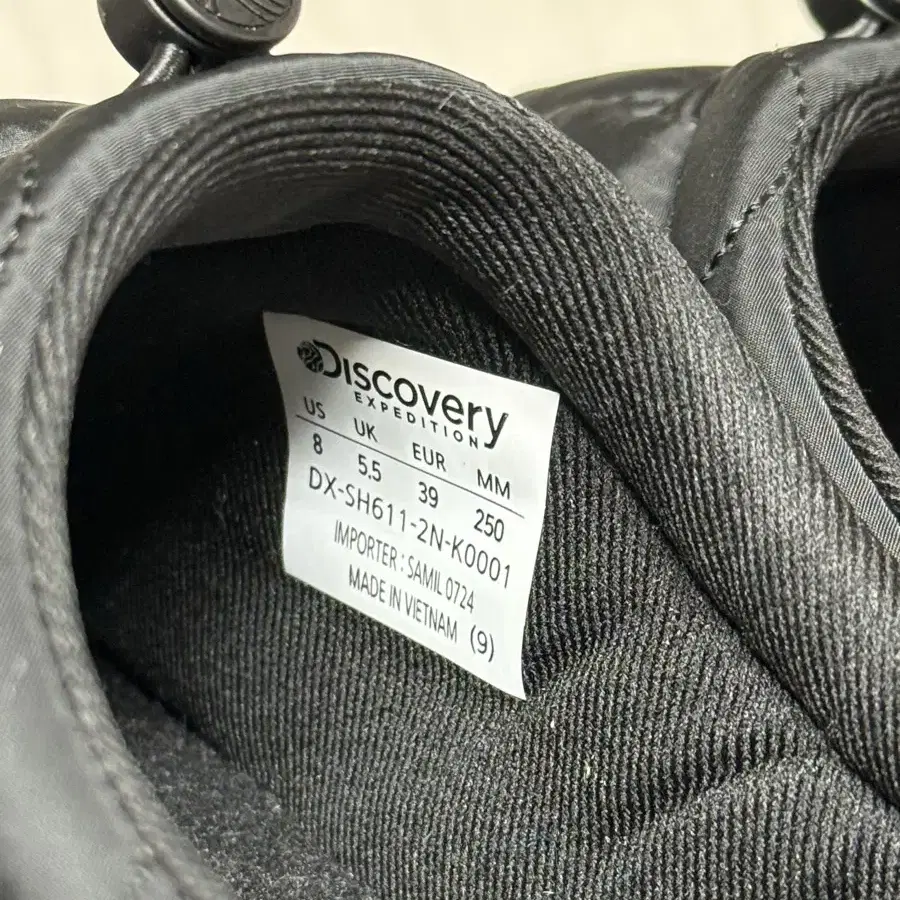 Discovery
EXPEDITION
US UK EUR MM
8 5.5 39 250
DX-SH611-2N-K0001
IMPORTER : SAMIL 0724
MADE IN VIETNAM (9)